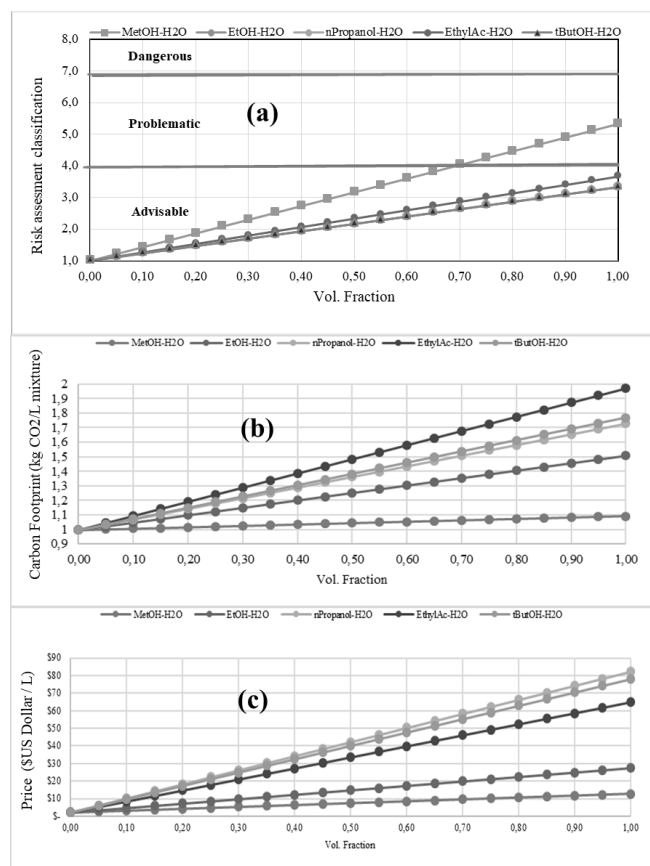 MetOH-H2O EtOH-H2O nPropanol-H2O EthylAc-H2O tButOH-H2O
8,0
Dangerous
7,0
6,0
(a)
Problematic
5,0
4,0
3,0
Advisable
2,0
1,0
Risk assesment classification
0,00 0,10 0,20 0,30 0,40 0,50 0,60 0,70 0,80 0,90 1,00
Vol. Fraction
MetOH-H2O EtOH-H2O nPropanol-H2O EthylAc-H2O tButOH-H2O
2
1,9
1,8
(b)
1,7
1,6
1,5
1,4
1,3
1,2
1,1
1
0,9
Carbon Footprint (kg CO2/L mixture)
0,00 0,10 0,20 0,30 0,40 0,50 0,60 0,70 0,80 0,90 1,00
Vol. Fraction
MetOH-H2O EtOH-H2O nPropanol-H2O EthylAc-H2O tButOH-H2O
$90
$80
$70
(c)
$60
$50
$40
$30
$20
$10
$-
Price ($US Dollar / L)
0,00 0,10 0,20 0,30 0,40 0,50 0,60 0,70 0,80 0,90 1,00
Vol. Fraction